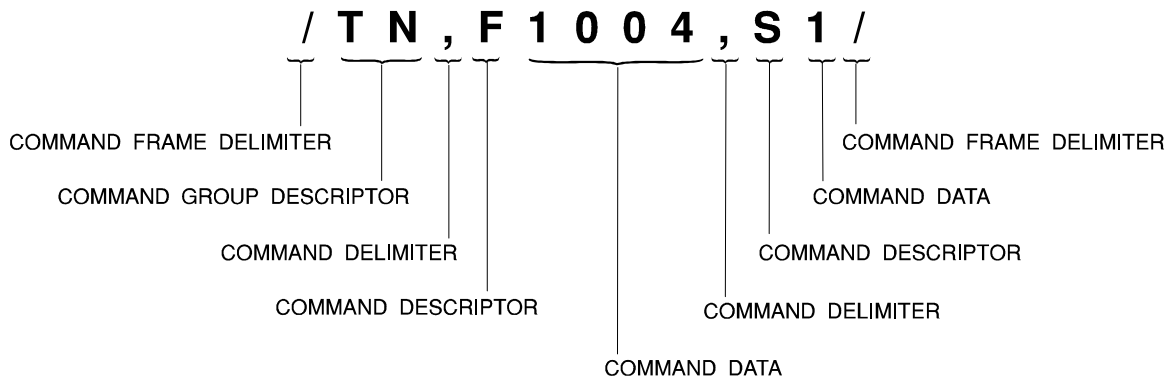 / T N , F 1 0 0 4 , S 1 /
COMMAND FRAME DELIMITER
COMMAND FRAME DELIMITER
COMMAND GROUP DESCRIPTOR
COMMAND DATA
COMMAND DELIMITER
COMMAND DESCRIPTOR
COMMAND DESCRIPTOR
COMMAND DELIMITER
COMMAND DATA